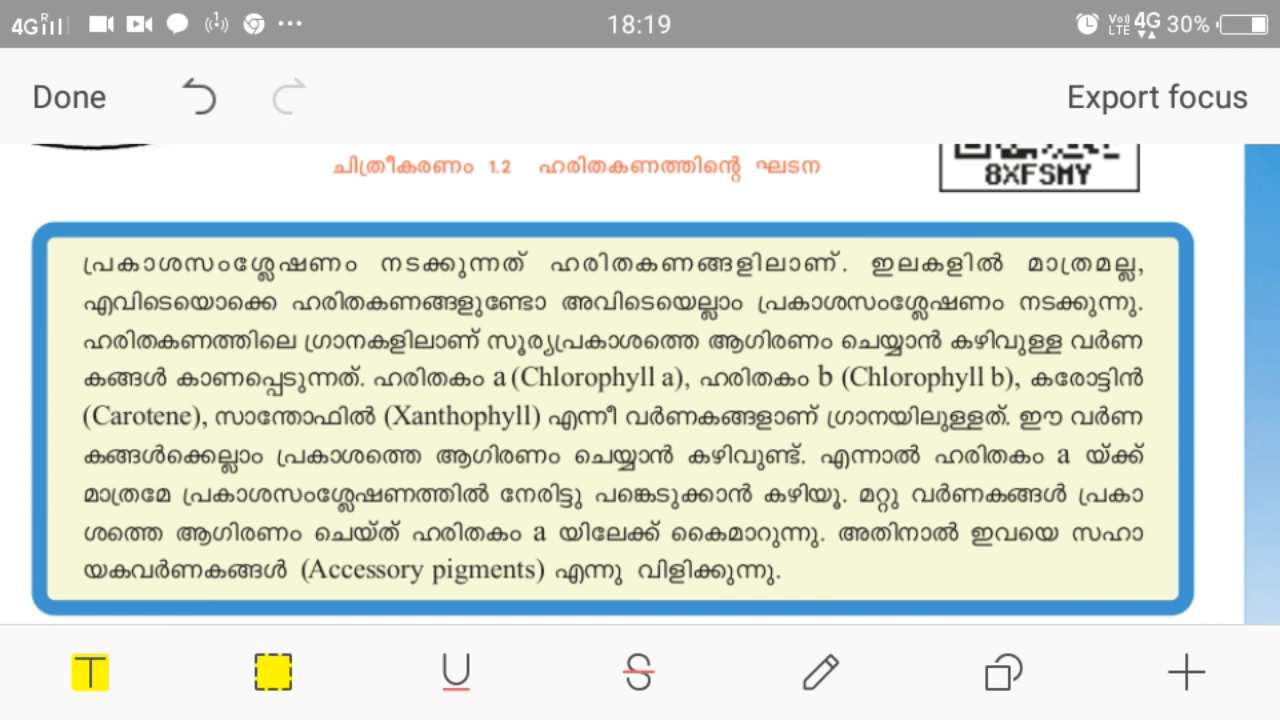 4G R 18:19 Vo) LTE 4G 30%
Done Export focus
ചിത്രീകരണം 1.2 ഹരിതകണത്തിന്റെ ഘടന
8XFSMY
പ്രകാശസംശ്ലേഷണം നടക്കുന്നത് ഹരിതകണങ്ങളിലാണ്. ഇലകളിൽ മാത്രമല്ല,
എവിടെയൊക്കെ ഹരിതകണങ്ങളുണ്ടോ അവിടെയെല്ലാം പ്രകാശസംശ്ലേഷണം നടക്കുന്നു.
ഹരിതകണത്തിലെ ഗ്രാനകളിലാണ് സൂര്യപ്രകാശത്തെ ആഗിരണം ചെയ്യാൻ കഴിവുള്ള വർണ
കങ്ങൾ കാണപ്പെടുന്നത്. ഹരിതകം a (Chlorophyll a), ഹരിതകം b (Chlorophyll b), കരോട്ടിൻ
(Carotene), സാന്തോഫിൽ (Xanthophyll) എന്നീ വർണകങ്ങളാണ് ഗ്രാനയിലുള്ളത്. ഈ വർണ
കങ്ങൾക്കെല്ലാം പ്രകാശത്തെ ആഗിരണം ചെയ്യാൻ കഴിവുണ്ട്. എന്നാൽ ഹരിതകം a യ്ക്ക്
മാത്രമേ പ്രകാശസംശ്ലേഷണത്തിൽ നേരിട്ടു പങ്കെടുക്കാൻ കഴിയൂ. മറ്റു വർണകങ്ങൾ പ്രകാ
ശത്തെ ആഗിരണം ചെയ്ത് ഹരിതകം a യിലേക്ക് കൈമാറുന്നു. അതിനാൽ ഇവയെ സഹാ
യകവർണകങ്ങൾ (Accessory pigments) എന്നു വിളിക്കുന്നു.
T U S